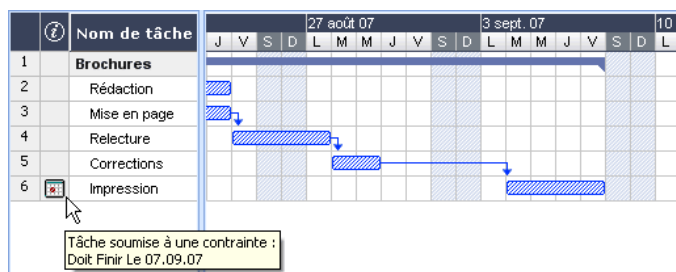 27 août 07 3 sept. 07 10
Nom de tâche
J V S D L M M J V S D L M M J V S D L
1 Brochures
2 Rédaction
3 Mise en page
4 Relecture
5 Corrections
6 Impression
Tâche soumise à une contrainte :
Doit Finir Le 07.09.07